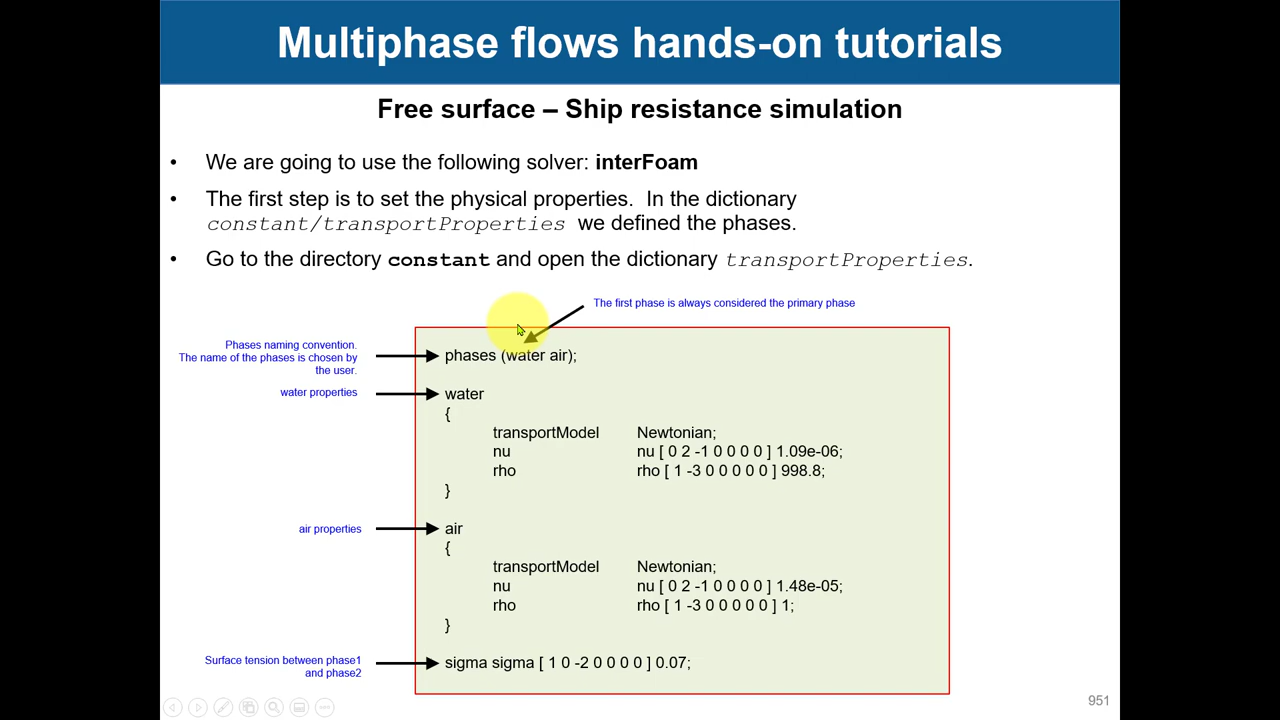 Multiphase flows hands-on tutorials
Free surface – Ship resistance simulation
• We are going to use the following solver: interFoam
• The first step is to set the physical properties. In the dictionary
constant/transportProperties we defined the phases.
• Go to the directory constant and open the dictionary transportProperties.
The first phase is always considered the primary phase
Phases naming convention.
The name of the phases is chosen by
the user.
phases (water air);
water properties
water
{
transportModel Newtonian;
nu nu [ 0 2 -1 0 0 0 0 ] 1.09e-06;
rho rho [ 1 -3 0 0 0 0 0 ] 998.8;
}
air properties
air
{
transportModel Newtonian;
nu nu [ 0 2 -1 0 0 0 0 ] 1.48e-05;
rho rho [ 1 -3 0 0 0 0 0 ] 1;
}
Surface tension between phase1
and phase2
sigma sigma [ 1 0 -2 0 0 0 0 ] 0.07;
951